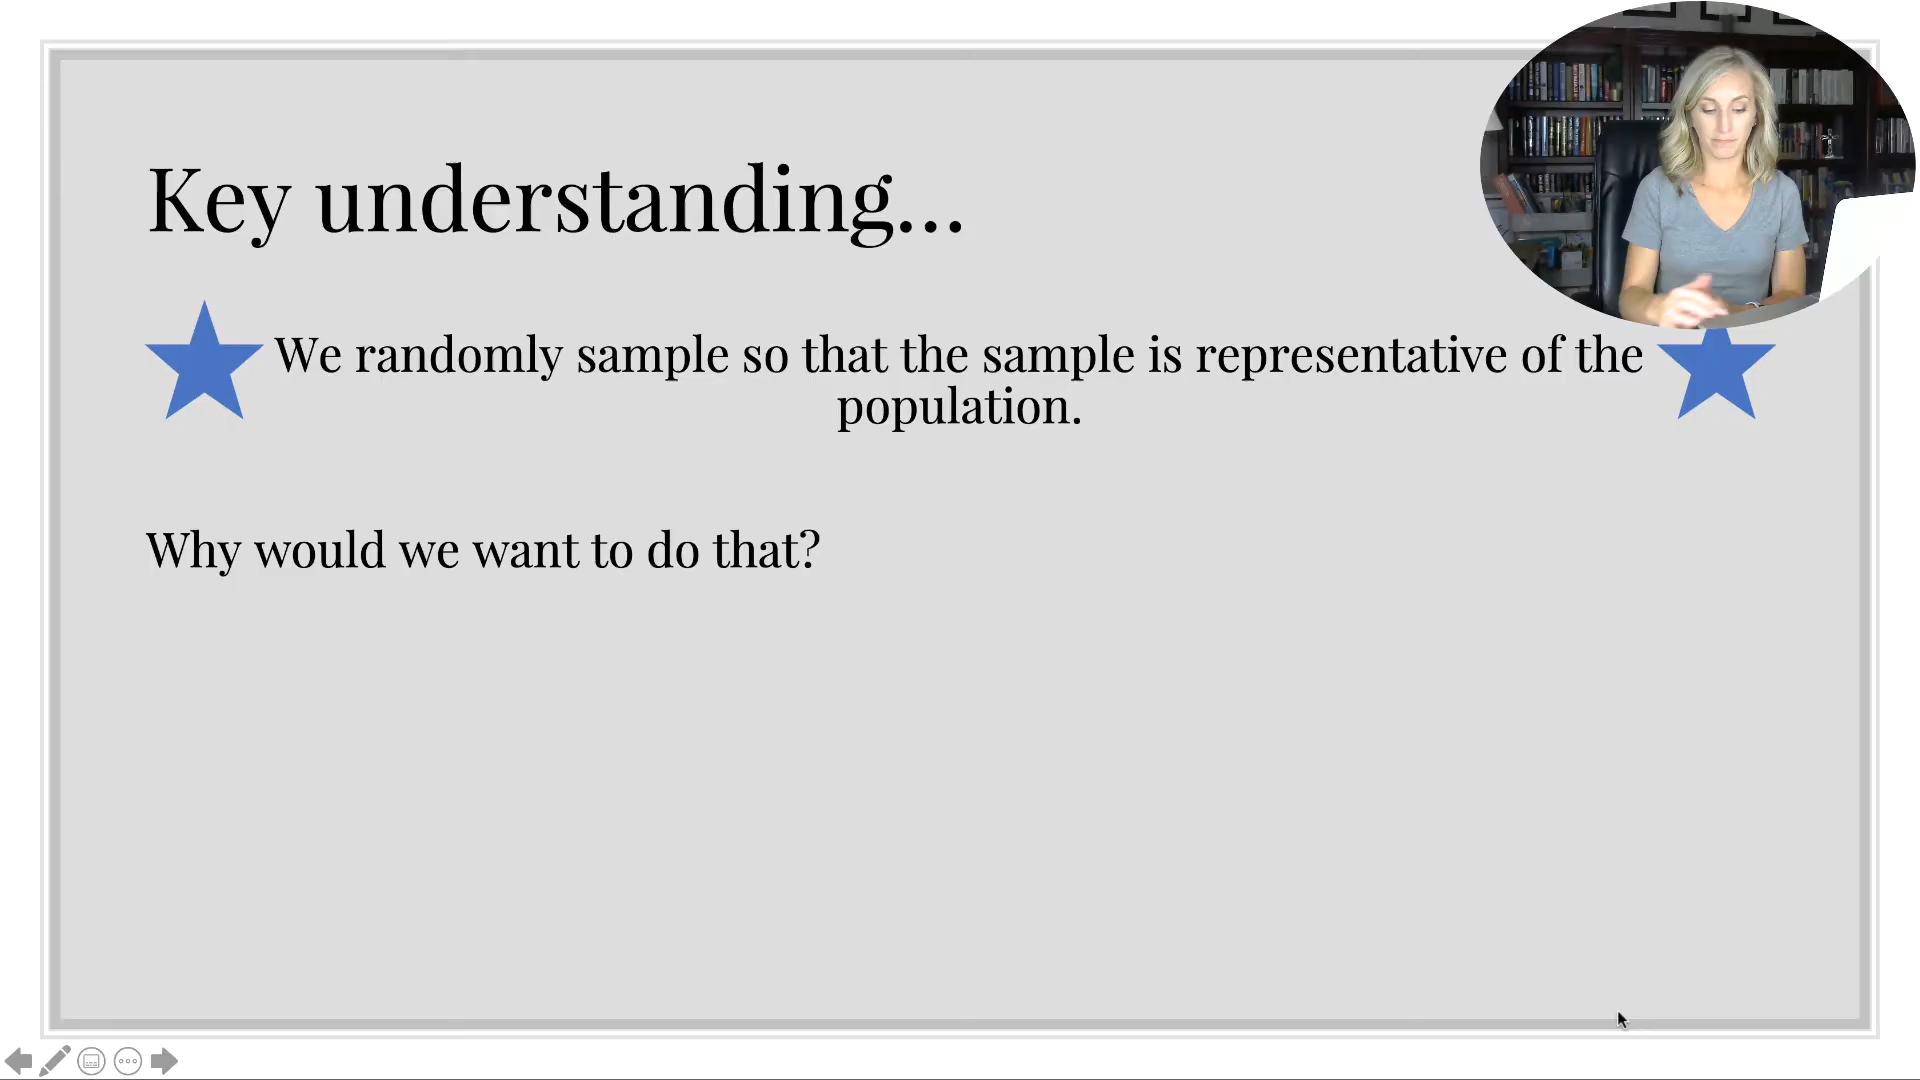 Key understanding...
We randomly sample so that the sample is representative of the
population.
Why would we want to do that?